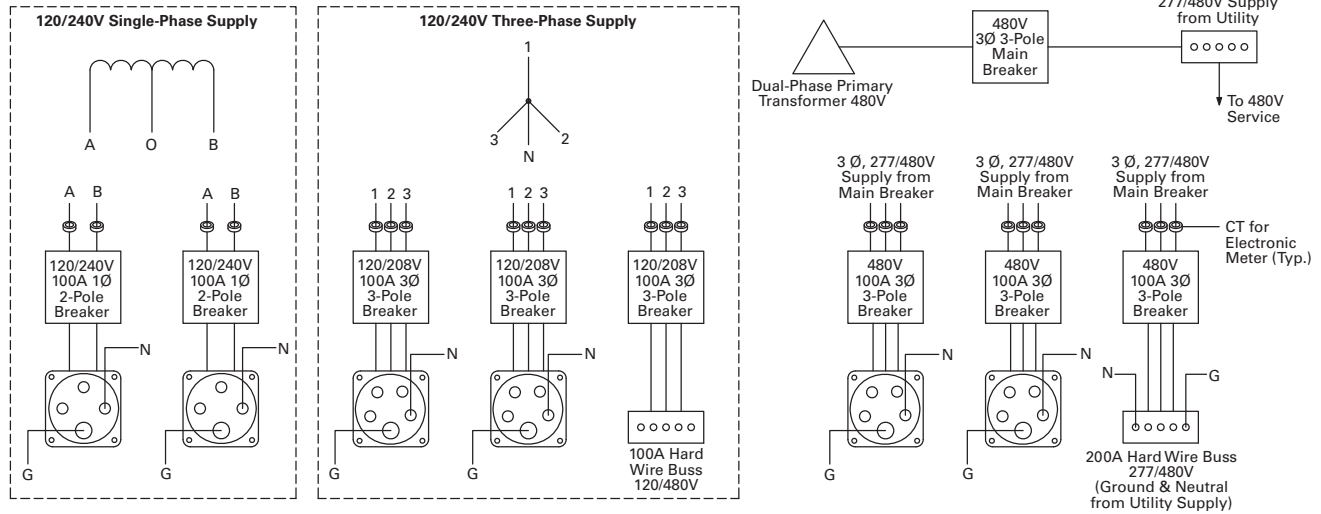 120/240V Single-Phase Supply
A
O
B
A B
A B
120/240V
100A 1Ø
2-Pole
Breaker
120/240V
100A 1Ø
2-Pole
Breaker
N
N
G
G
120/240V Three-Phase Supply
1
3
2
N
1 2 3
1 2 3
1 2 3
120/208V
100A 3Ø
3-Pole
Breaker
120/208V
100A 3Ø
3-Pole
Breaker
120/208V
100A 3Ø
3-Pole
Breaker
N
N
G
G
100A Hard
Wire Buss
120/480V
Dual-Phase Primary
Transformer 480V
480V
3Ø 3-Pole
Main
Breaker
277/480V Supply
from Utility
To 480V
Service
3 Ø, 277/480V
Supply from
Main Breaker
3 Ø, 277/480V
Supply from
Main Breaker
3 Ø, 277/480V
Supply from
Main Breaker
CT for
Electronic
Meter (Typ.)
480V
100A 3Ø
3-Pole
Breaker
480V
100A 3Ø
3-Pole
Breaker
480V
100A 3Ø
3-Pole
Breaker
N
N
N
G
G
G
200A Hard Wire Buss
277/480V
(Ground & Neutral
from Utility Supply)